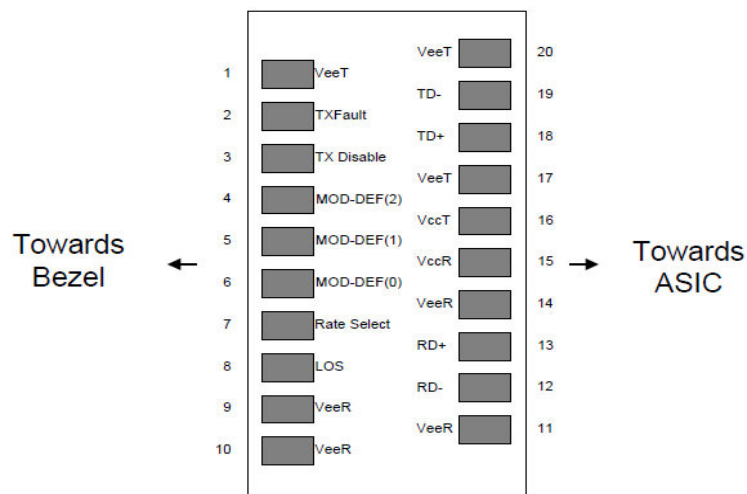 1 VeeT
2 TXFault
3 TX Disable
4 MOD-DEF(2)
5 MOD-DEF(1)
6 MOD-DEF(0)
7 Rate Select
8 LOS
9 VeeR
10 VeeR
VeeT 20
TD- 19
TD+ 18
VeeT 17
VccT 16
VccR 15
VeeR 14
RD+ 13
RD- 12
VeeR 11
Towards
Bezel
Towards
ASIC